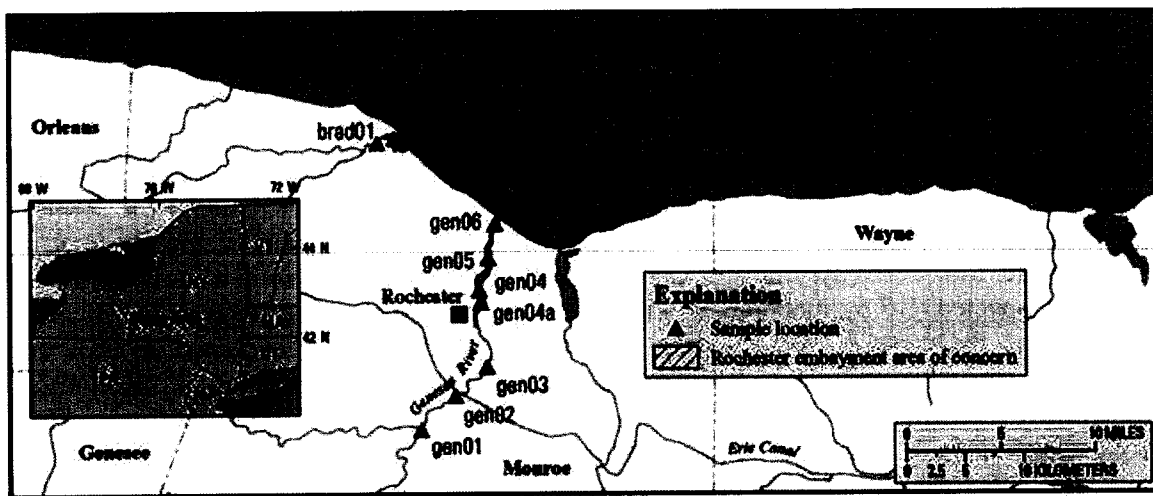 Orleans
brad01
80 W
76 W
72 W
gen06
Wayne
44 N
gen05
gen04
Rochester
gen04a
Explanation
Sample location
Rochester embayment area of concern
42 N
Genesee River
gen03
gen02
gen01
Genesee
Monroe
Erie Canal
0 5 10 MILES
0 2.5 5 10 KILOMETERS